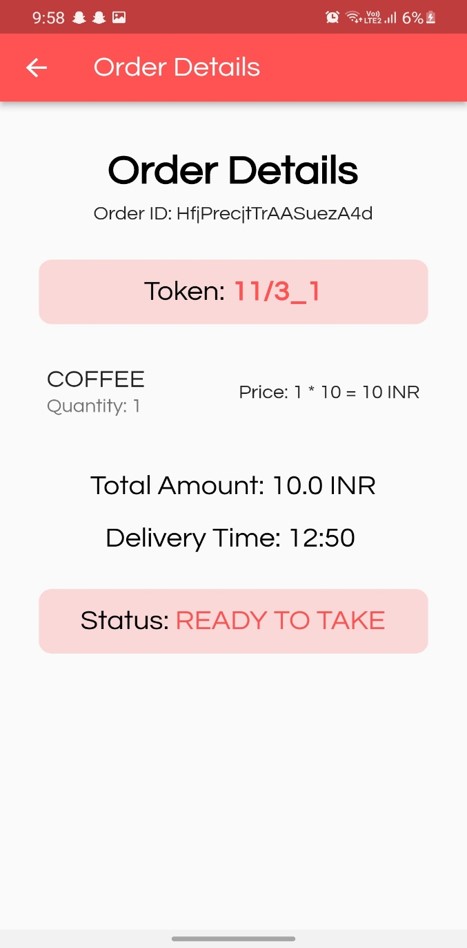 9:58 Vo) LTE2 6%
Order Details
Order Details
Order ID: HfjPrecjtTrAASuezA4d
Token: 11/3_1
COFFEE
Quantity: 1
Price: 1 * 10 = 10 INR
Total Amount: 10.0 INR
Delivery Time: 12:50
Status: READY TO TAKE